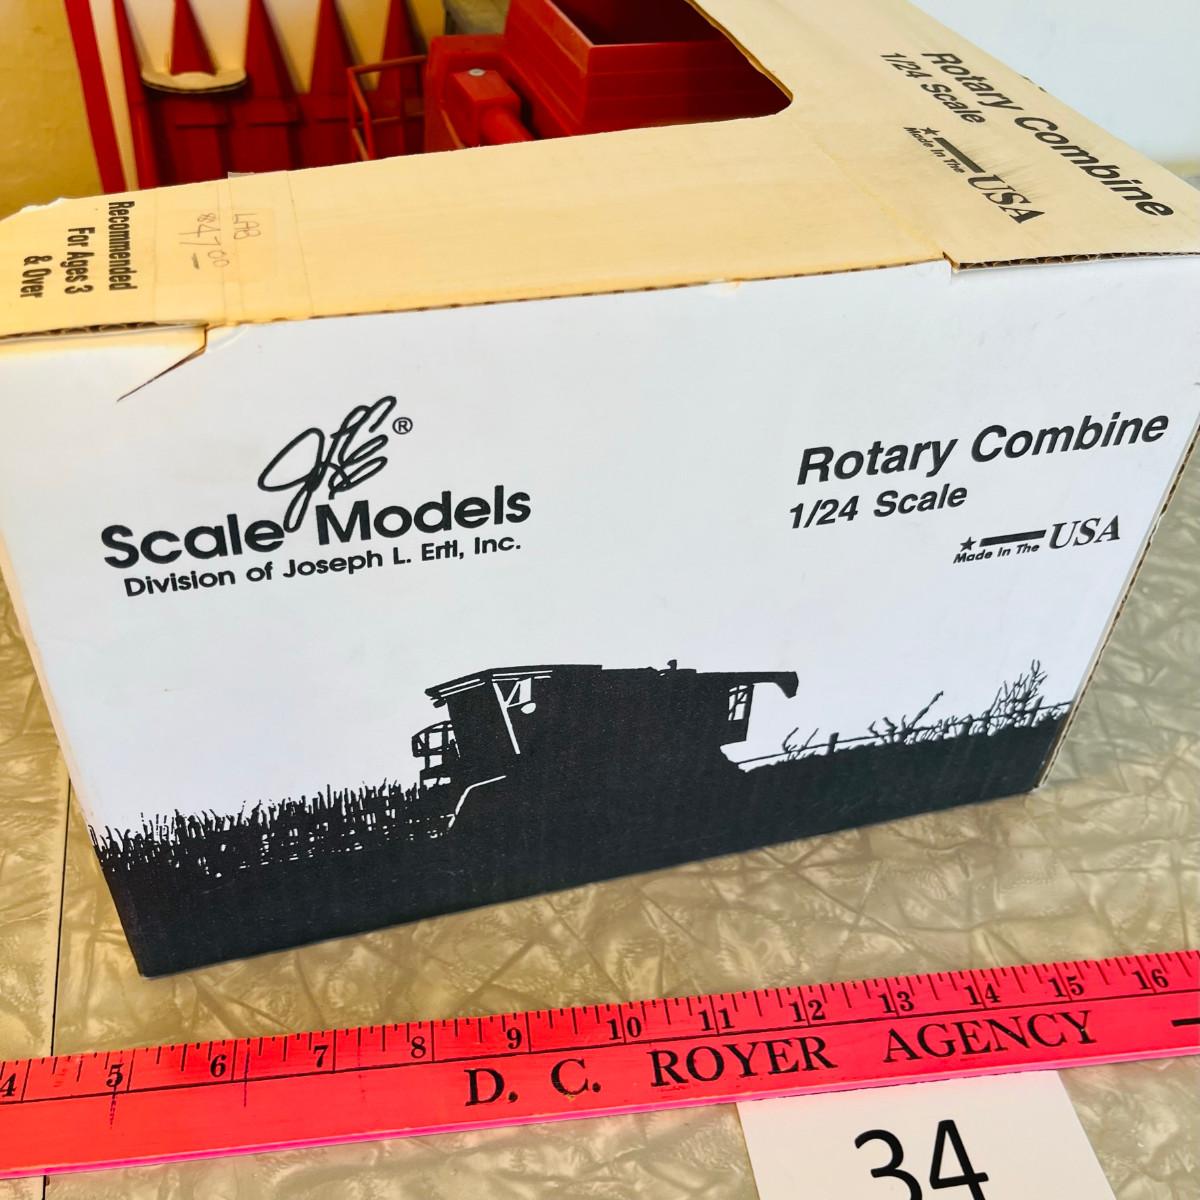 Rotary Combine
1/24 Scale
Made In The USA
Recommended
For Ages 3
& Over
LAB
$47.00
JLE®
Scale Models
Division of Joseph L. Ertl, Inc.
Rotary Combine
1/24 Scale
Made In The USA
4 5 6 7 8 9 10 11 12 13 14 15 16
D. C. ROYER AGENCY
34